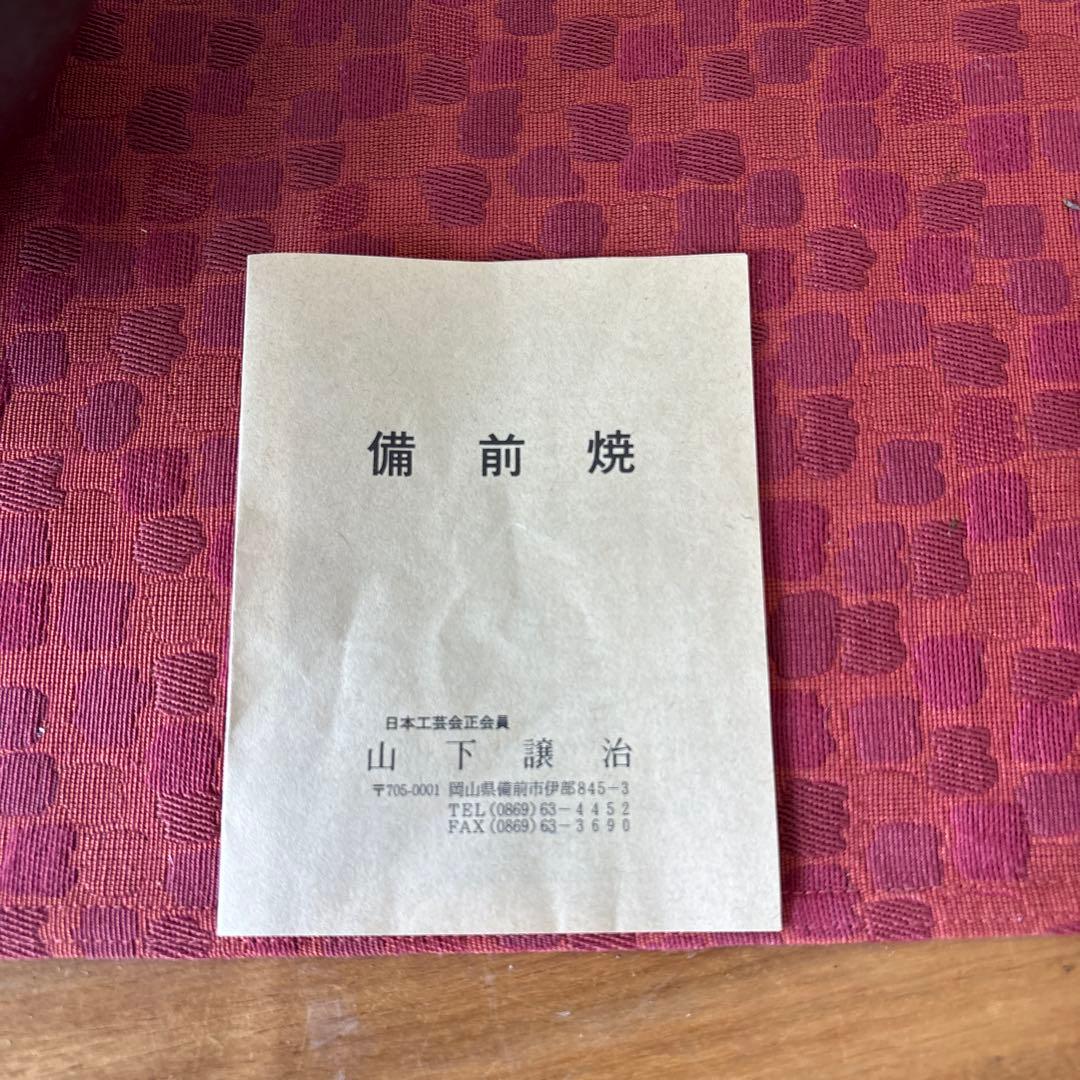 備前焼
日本工芸会正会員
山下譲治
〒705-0001 岡山県備前市伊部845-3
TEL(0869)63-4452
FAX(0869)63-3690